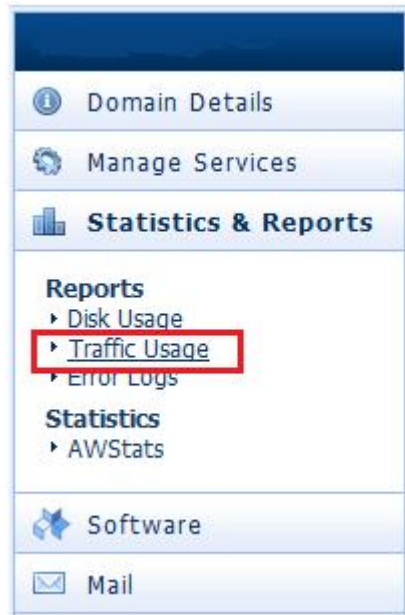 Domain Details
Manage Services
Statistics & Reports
Reports
Disk Usage
Traffic Usage
Error Logs
Statistics
AWStats
Software
Mail